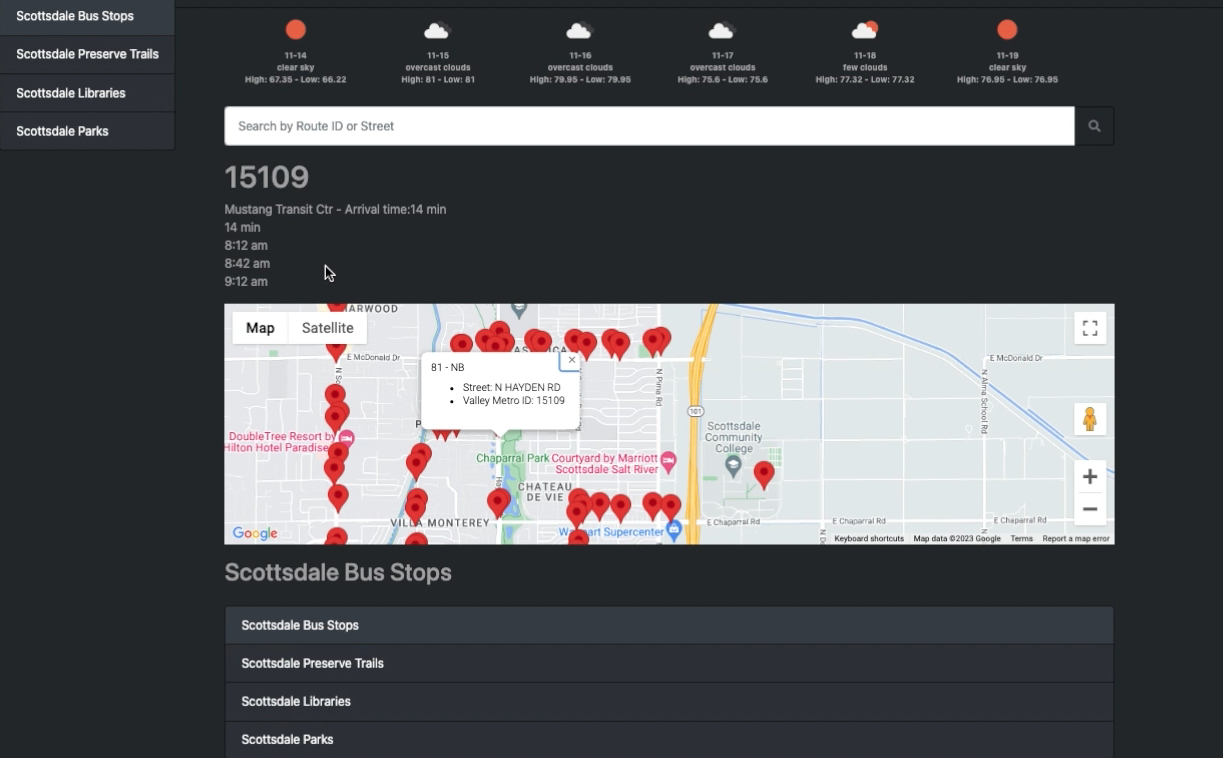 Scottsdale Bus Stops
Scottsdale Preserve Trails
Scottsdale Libraries
Scottsdale Parks
11-14
clear sky
High: 67.35 - Low: 66.22
11-15
overcast clouds
High: 81 - Low: 81
11-16
overcast clouds
High: 79.95 - Low: 79.95
11-17
overcast clouds
High: 75.6 - Low: 75.6
11-18
few clouds
High: 77.32 - Low: 77.32
11-19
clear sky
High: 76.95 - Low: 76.95
Search by Route ID or Street
15109
Mustang Transit Ctr - Arrival time:14 min
14 min
8:12 am
8:42 am
9:12 am
Map
Satellite
E McDonald Dr
E McDonald Dr
81 - NB
Street: N HAYDEN RD
Valley Metro ID: 15109
N Pima Rd
101
N Alma School Rd
Scottsdale
Community
College
DoubleTree Resort by
Hilton Hotel Paradise
Chaparral Park
Courtyard by Marriott
Scottsdale Salt River
CHATEAU
DE VIE
VILLA MONTEREY
E Chaparral Rd
E Chaparral Rd
E Chaparral Rd
Google
Keyboard shortcuts
Map data ©2023 Google
Terms
Report a map error
Scottsdale Bus Stops
Scottsdale Bus Stops
Scottsdale Preserve Trails
Scottsdale Libraries
Scottsdale Parks